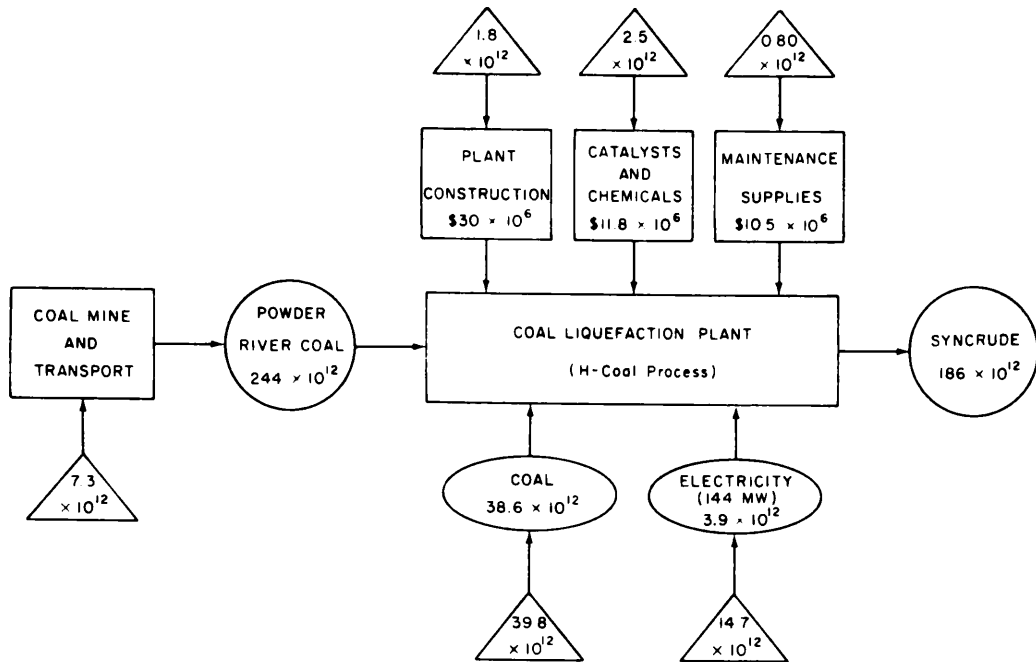 1.8
× 10¹²
2.5
× 10¹²
0.80
× 10¹²
PLANT
CONSTRUCTION
$30 × 10⁶
CATALYSTS
AND
CHEMICALS
$11.8 × 10⁶
MAINTENANCE
SUPPLIES
$10.5 × 10⁶
COAL MINE
AND
TRANSPORT
POWDER
RIVER COAL
244 × 10¹²
COAL LIQUEFACTION PLANT
(H-Coal Process)
SYNCRUDE
186 × 10¹²
7.3
× 10¹²
COAL
38.6 × 10¹²
ELECTRICITY
(144 MW)
3.9 × 10¹²
39.8
× 10¹²
14.7
× 10¹²